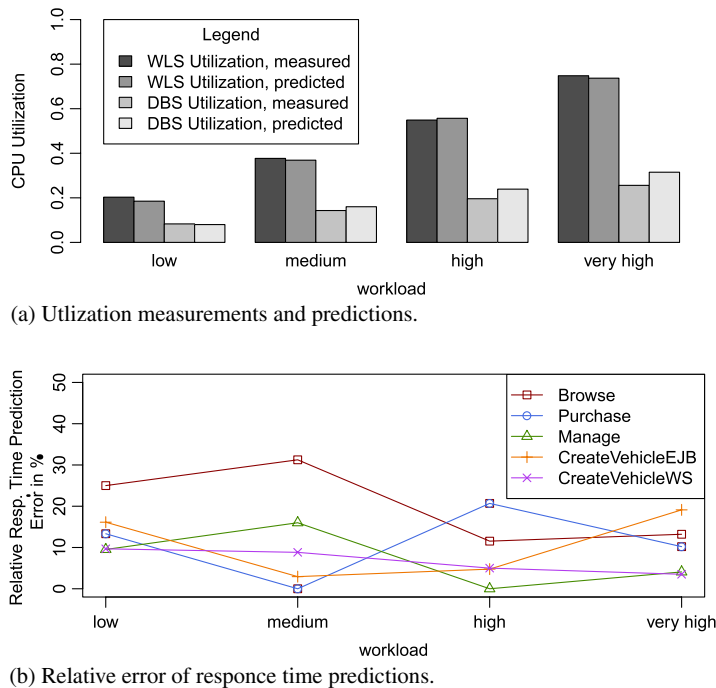 1.0
0.8
0.6
0.4
0.2
0.0
CPU Utilization
Legend
WLS Utilization, measured
WLS Utilization, predicted
DBS Utilization, measured
DBS Utilization, predicted
low medium high very high
workload
(a) Utlization measurements and predictions.
50
40
30
20
10
0
Relative Resp. Time Prediction
Error in %
Browse
Purchase
Manage
CreateVehicleEJB
CreateVehicleWS
low medium high very high
workload
(b) Relative error of responce time predictions.